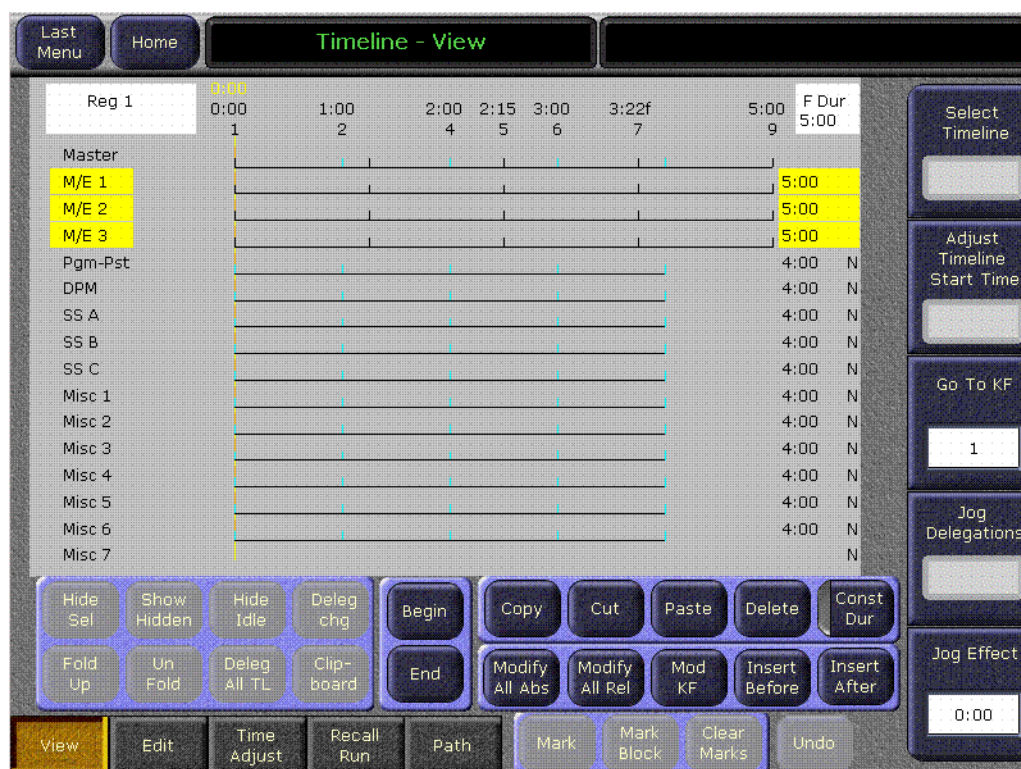 Last Menu
Home
Timeline - View
Reg 1
0:00
0:00 1:00 2:00 2:15 3:00 3:22f 5:00
1 2 4 5 6 7 9
F Dur
5:00
Master
M/E 1 5:00
M/E 2 5:00
M/E 3 5:00
Pgm-Pst 4:00 N
DPM 4:00 N
SS A 4:00 N
SS B 4:00 N
SS C 4:00 N
Misc 1 4:00 N
Misc 2 4:00 N
Misc 3 4:00 N
Misc 4 4:00 N
Misc 5 4:00 N
Misc 6 4:00 N
Misc 7 N
Select
Timeline
Adjust
Timeline
Start Time
Go To KF
1
Jog
Delegations
Jog Effect
0:00
Hide Sel
Show Hidden
Hide Idle
Deleg chg
Begin
Copy
Cut
Paste
Delete
Const Dur
Fold Up
Un Fold
Deleg All TL
Clip-board
End
Modify All Abs
Modify All Rel
Mod KF
Insert Before
Insert After
View
Edit
Time Adjust
Recall Run
Path
Mark
Mark Block
Clear Marks
Undo